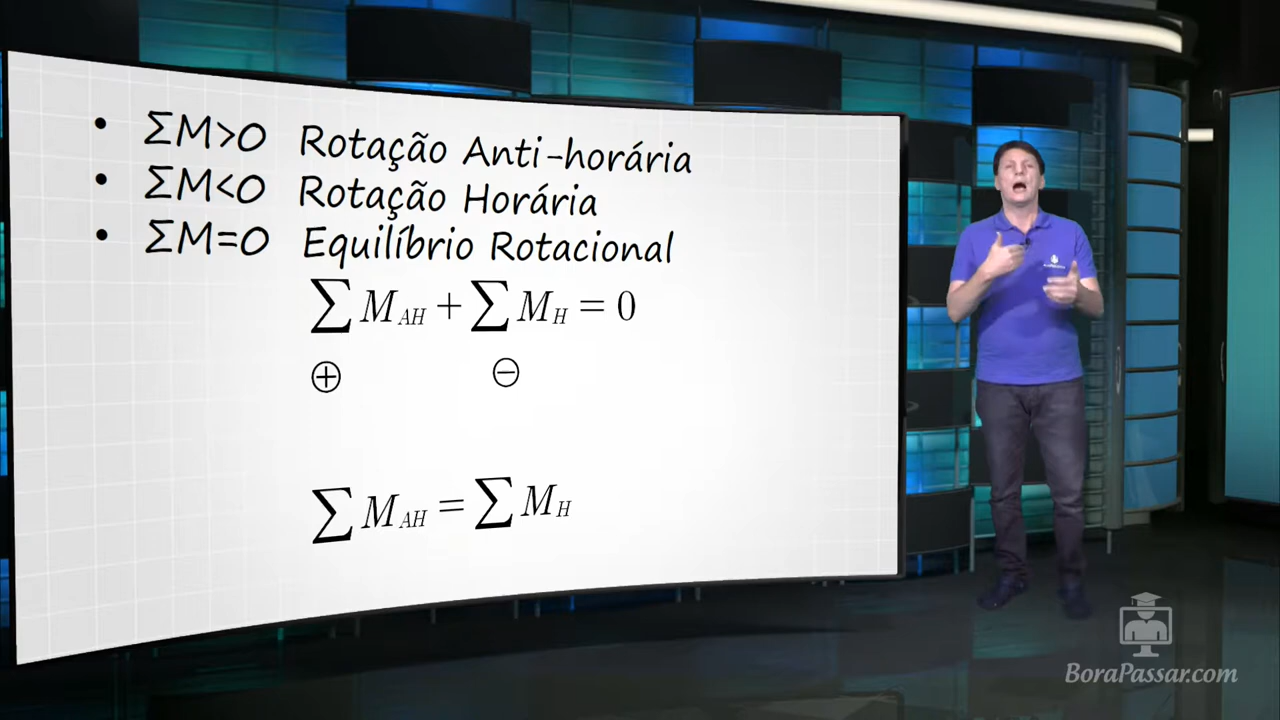 • ΣM>0 Rotação Anti-horária
• ΣM<0 Rotação Horária
• ΣM=0 Equilíbrio Rotacional
∑ M_AH + ∑ M_H = 0
⊕ ⊖
∑ M_AH = ∑ M_H
BoraPassar.com